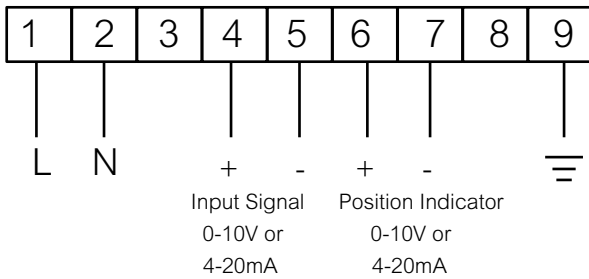 1 2 3 4 5 6 7 8 9
L N + - + -
Input Signal Position Indicator
0-10V or 0-10V or
4-20mA 4-20mA